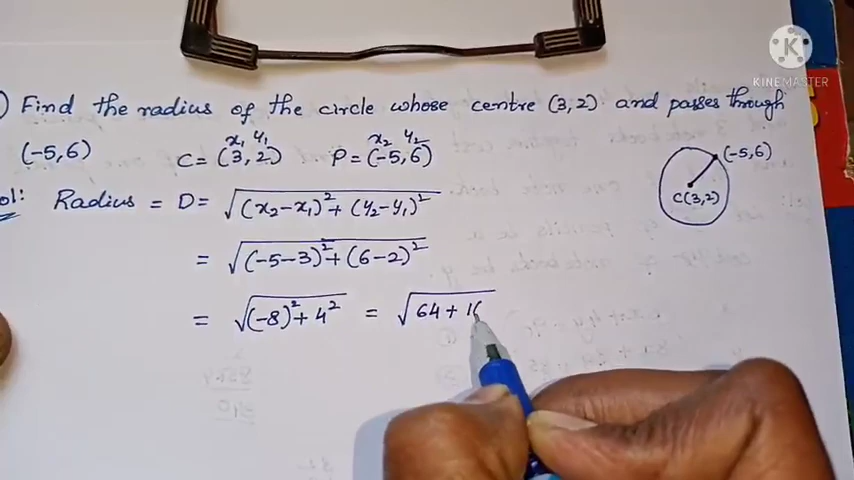 ) Find the radius of the circle whose centre (3,2) and passes through
(-5,6) C = (3,2) P = (-5,6)
x₁ y₁ x₂ y₂
(-5,6)
C(3,2)
ol: Radius = D = √(x₂-x₁)²+(y₂-y₁)²
= √(-5-3)²+(6-2)²
= √(-8)²+4² = √64+16
K
KINEMASTER